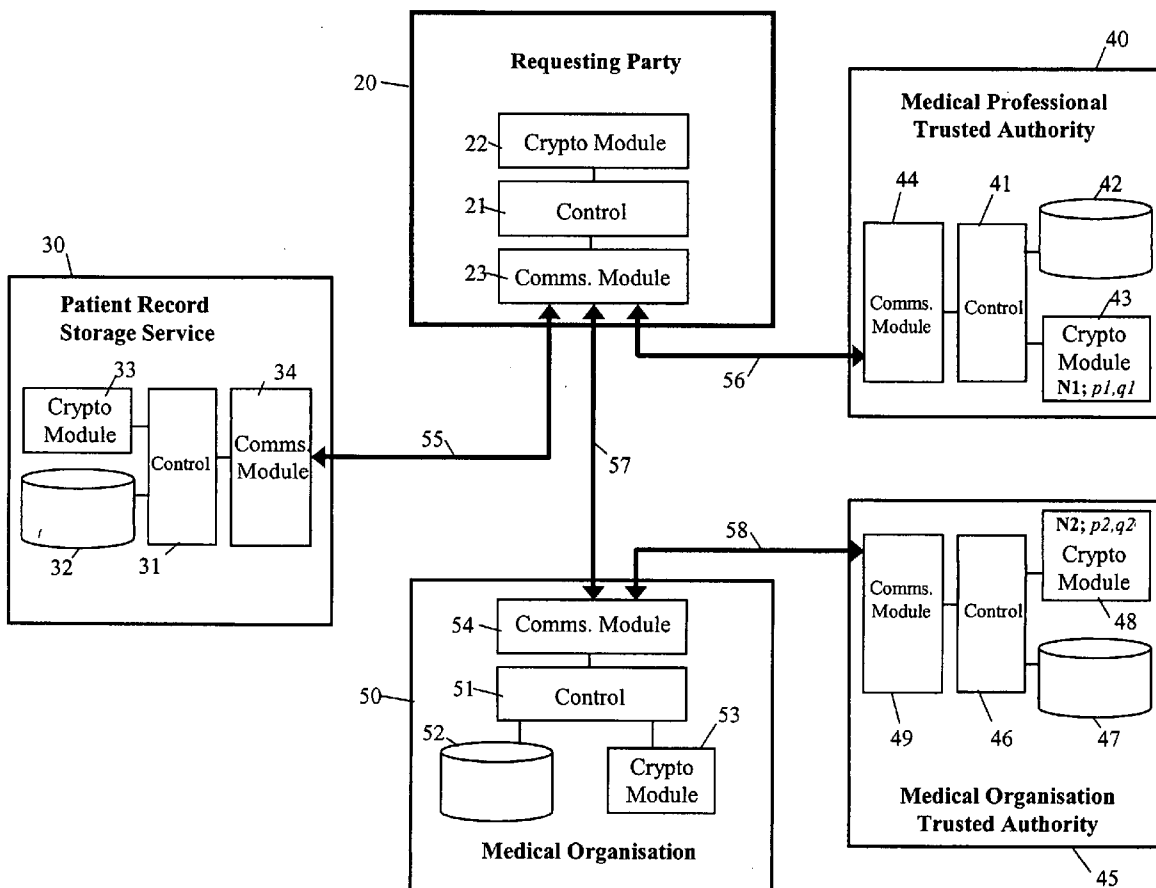 20
Requesting Party
22
Crypto Module
21
Control
23
Comms. Module
40
Medical Professional
Trusted Authority
44
41
42
Comms.
Module
Control
43
Crypto
Module
N1; p1,q1
30
Patient Record
Storage Service
33
34
Crypto
Module
Control
Comms.
Module
32
31
55
56
57
58
50
54
Comms. Module
51
Control
52
53
Crypto
Module
Medical Organisation
N2; p2,q2
Crypto
Module
48
Comms.
Module
Control
49
46
47
Medical Organisation
Trusted Authority
45